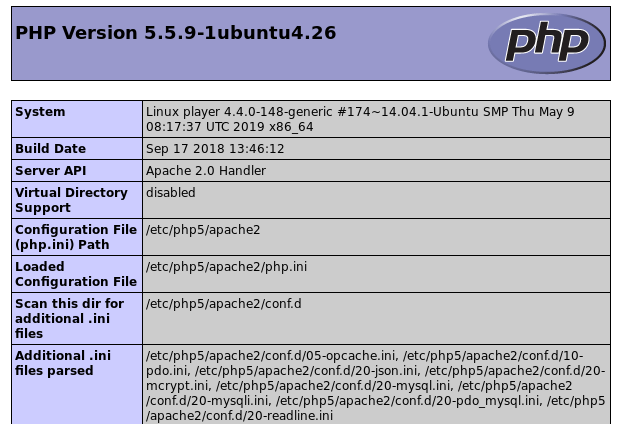 PHP Version 5.5.9-1ubuntu4.26
php
System
Linux player 4.4.0-148-generic #174~14.04.1-Ubuntu SMP Thu May 9
08:17:37 UTC 2019 x86_64
Build Date
Sep 17 2018 13:46:12
Server API
Apache 2.0 Handler
Virtual Directory
Support
disabled
Configuration File
(php.ini) Path
/etc/php5/apache2
Loaded
Configuration File
/etc/php5/apache2/php.ini
Scan this dir for
additional .ini
files
/etc/php5/apache2/conf.d
Additional .ini
files parsed
/etc/php5/apache2/conf.d/05-opcache.ini, /etc/php5/apache2/conf.d/10-
pdo.ini, /etc/php5/apache2/conf.d/20-json.ini, /etc/php5/apache2/conf.d/20-
mcrypt.ini, /etc/php5/apache2/conf.d/20-mysql.ini, /etc/php5/apache2
/conf.d/20-mysqli.ini, /etc/php5/apache2/conf.d/20-pdo_mysql.ini, /etc/php5
/apache2/conf.d/20-readline.ini